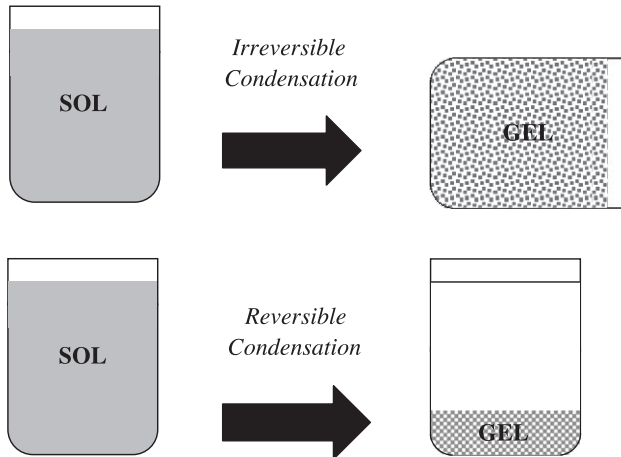 SOL
Irreversible
Condensation
GEL
SOL
Reversible
Condensation
GEL